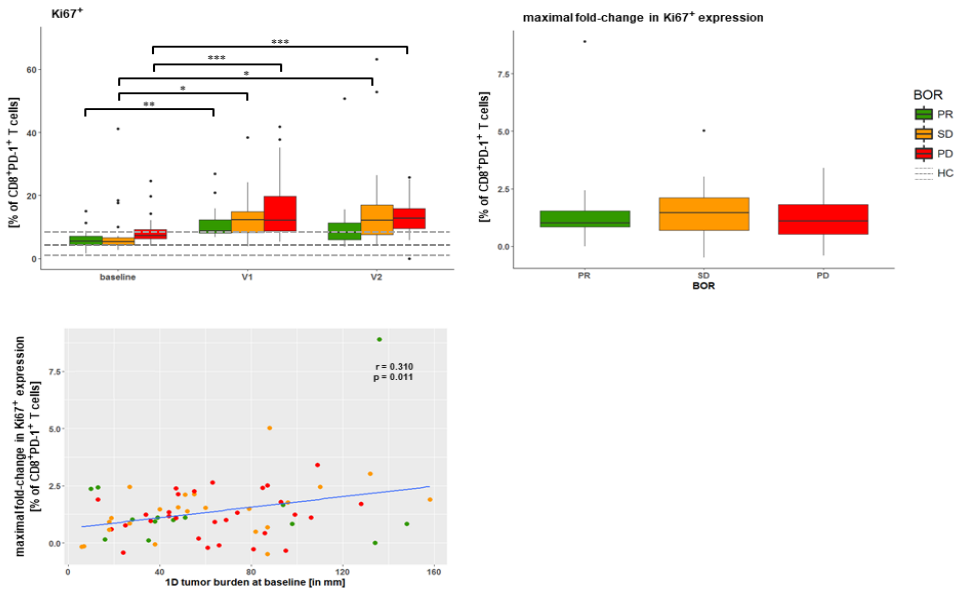 Ki67⁺
[% of CD8⁺PD-1⁺ T cells]
60
40
20
0
***
***
*
*
**
baseline
V1
V2
maximal fold-change in Ki67⁺ expression
[% of CD8⁺PD-1⁺ T cells]
7.5
5.0
2.5
0.0
PR
SD
PD
BOR
BOR
PR
SD
PD
HC
maximal fold-change in Ki67⁺ expression
[% of CD8⁺PD-1⁺ T cells]
7.5
5.0
2.5
0.0
r = 0.310
p = 0.011
0
40
80
120
160
1D tumor burden at baseline [in mm]